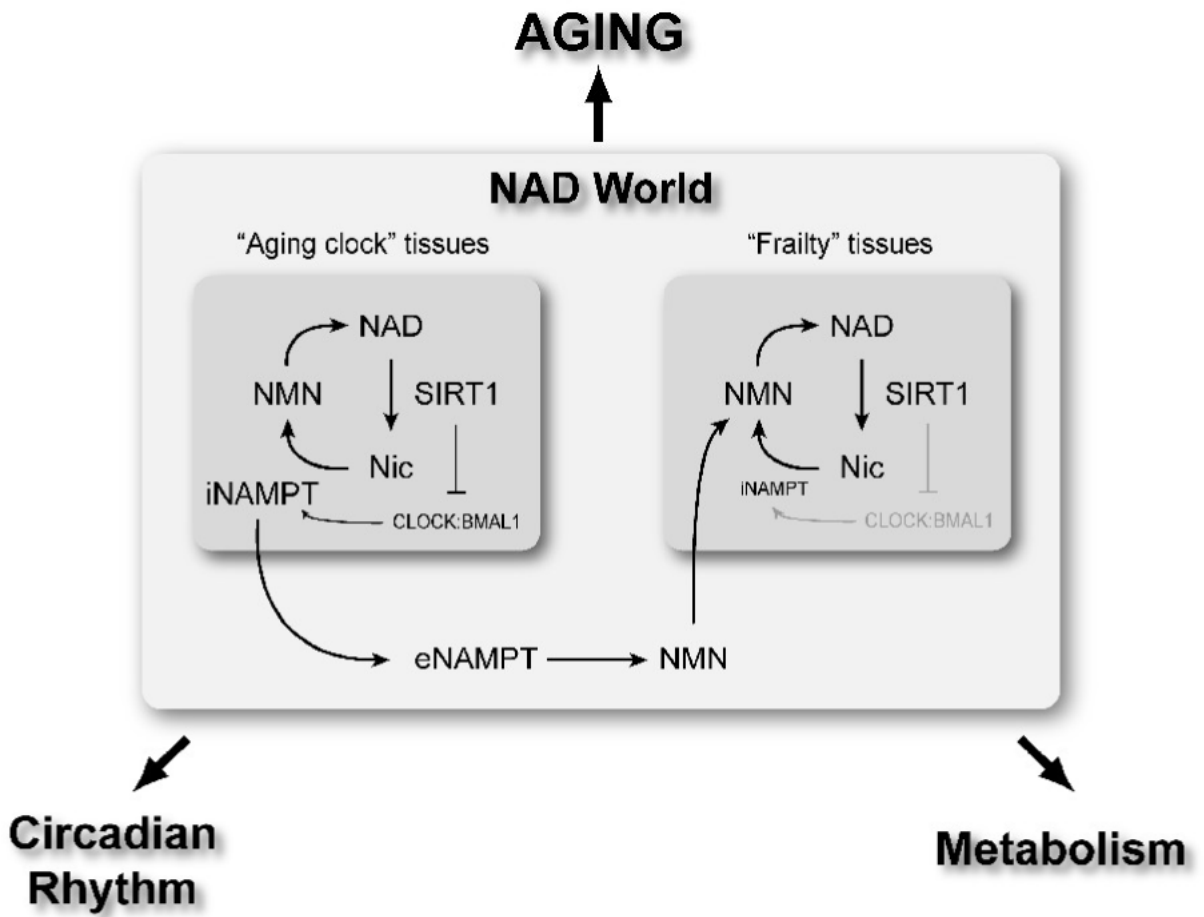 AGING
NAD World
“Aging clock” tissues
“Frailty” tissues
NAD
NMN
SIRT1
Nic
iNAMPT
CLOCK:BMAL1
NAD
NMN
SIRT1
Nic
iNAMPT
CLOCK:BMAL1
eNAMPT
NMN
Circadian
Rhythm
Metabolism